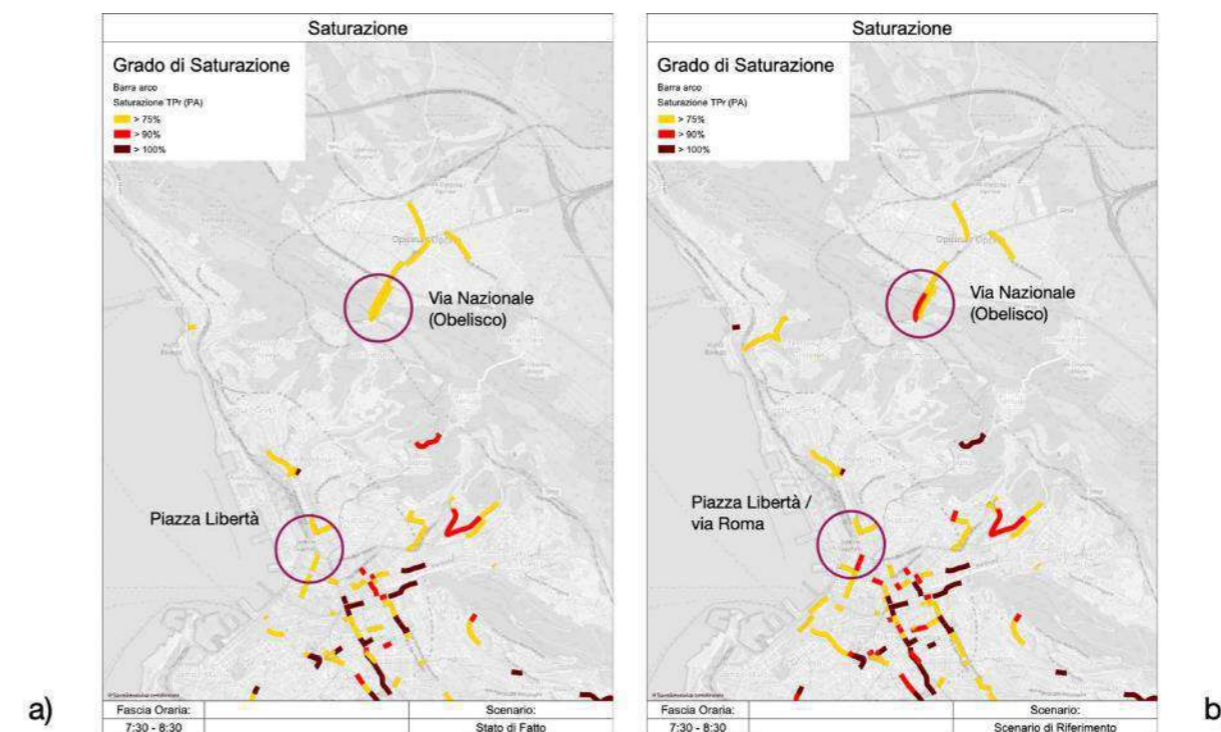 Saturazione
Grado di Saturazione
Barra arco
Saturazione TPr (PA)
> 75%
> 90%
> 100%
Via Nazionale
(Obelisco)
Piazza Libertà
a)
Fascia Oraria:
7:30 - 8:30
Scenario:
Stato di Fatto
Saturazione
Grado di Saturazione
Barra arco
Saturazione TPr (PA)
> 75%
> 90%
> 100%
Via Nazionale
(Obelisco)
Piazza Libertà /
via Roma
Fascia Oraria:
7:30 - 8:30
Scenario:
Scenario di Riferimento
b